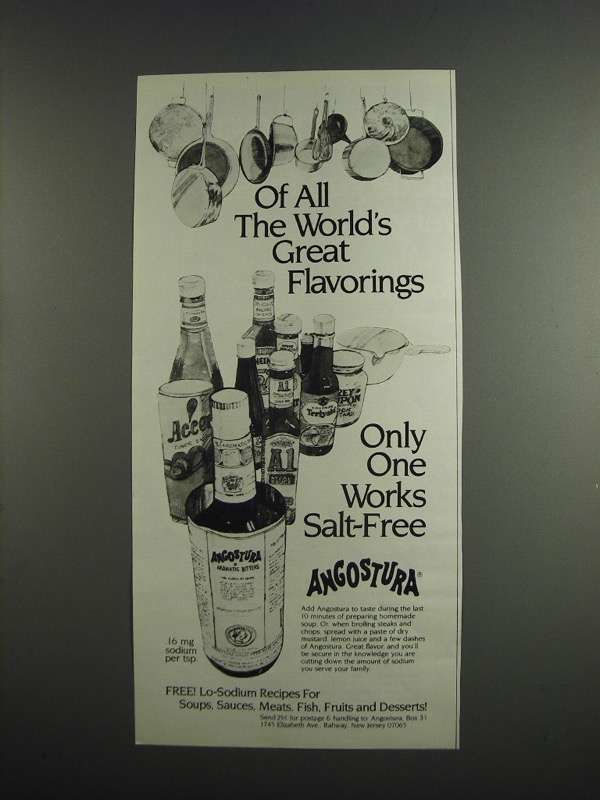 Of All
The World's
Great
Flavorings
Accen
A1
A1
Teriyaki
REY
UPON
Only
One
Works
Salt-Free
ANGOSTURA®
ANGOSTURA
AROMATIC BITTERS
Add Angostura to taste during the last
10 minutes of preparing homemade
soup. Or, when broiling steaks and
chops, spread with a paste of dry
mustard, lemon juice and a few dashes
of Angostura. Great flavor, and you'll
be secure in the knowledge you are
cutting down the amount of sodium
you serve your family.
16 mg
sodium
per tsp.
FREE! Lo-Sodium Recipes For
Soups, Sauces, Meats, Fish, Fruits and Desserts!
Send 25¢ for postage & handling to: Angostura, Box 31
1745 Elizabeth Ave., Rahway, New Jersey 07065